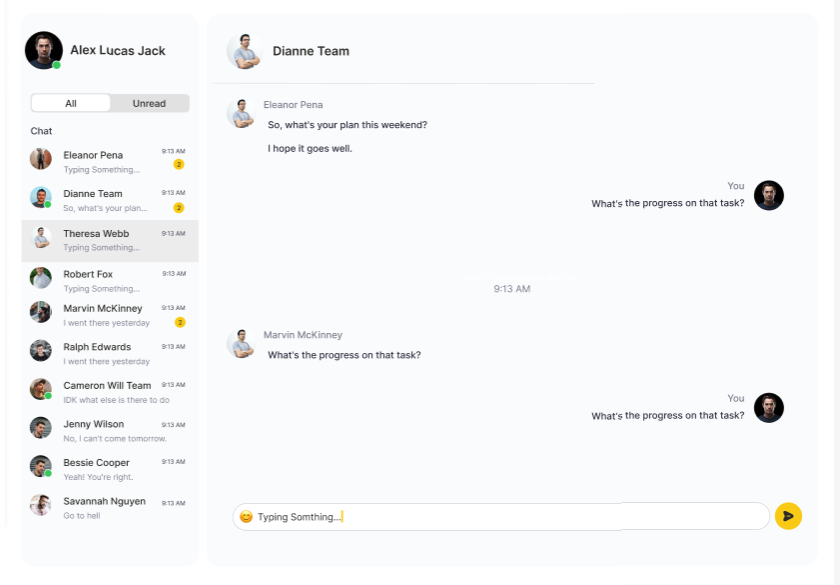 Alex Lucas Jack
All
Unread
Chat
Eleanor Pena
9:13 AM
Typing Something...
2
Dianne Team
9:13 AM
So, what's your plan...
2
Theresa Webb
9:13 AM
Typing Something...
Robert Fox
9:13 AM
Typing Something...
Marvin McKinney
9:13 AM
I went there yesterday
2
Ralph Edwards
9:13 AM
I went there yesterday
Cameron Will Team
9:13 AM
IDK what else is there to do
Jenny Wilson
9:13 AM
No, I can't come tomorrow.
Bessie Cooper
9:13 AM
Yeah! You're right.
Savannah Nguyen
9:13 AM
Go to hell
Dianne Team
Eleanor Pena
So, what's your plan this weekend?
I hope it goes well.
You
What's the progress on that task?
9:13 AM
Marvin McKinney
What's the progress on that task?
You
What's the progress on that task?
😊 Typing Somthing...